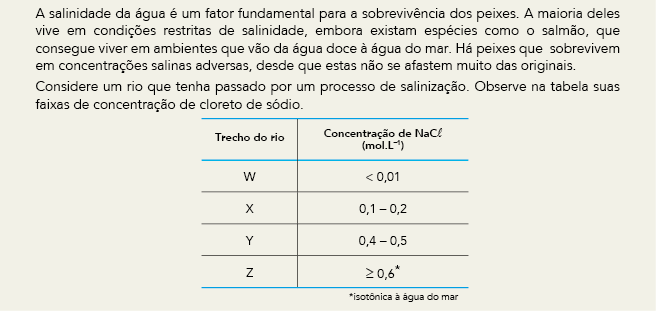 A salinidade da água é um fator fundamental para a sobrevivência dos peixes. A maioria deles
vive em condições restritas de salinidade, embora existam espécies como o salmão, que
consegue viver em ambientes que vão da água doce à água do mar. Há peixes que sobrevivem
em concentrações salinas adversas, desde que estas não se afastem muito das originais.
Considere um rio que tenha passado por um processo de salinização. Observe na tabela suas
faixas de concentração de cloreto de sódio.
Trecho do rio Concentração de NaCℓ
(mol.L⁻¹)
W < 0,01
X 0,1 – 0,2
Y 0,4 – 0,5
Z ≥ 0,6*
*isotônica à água do mar